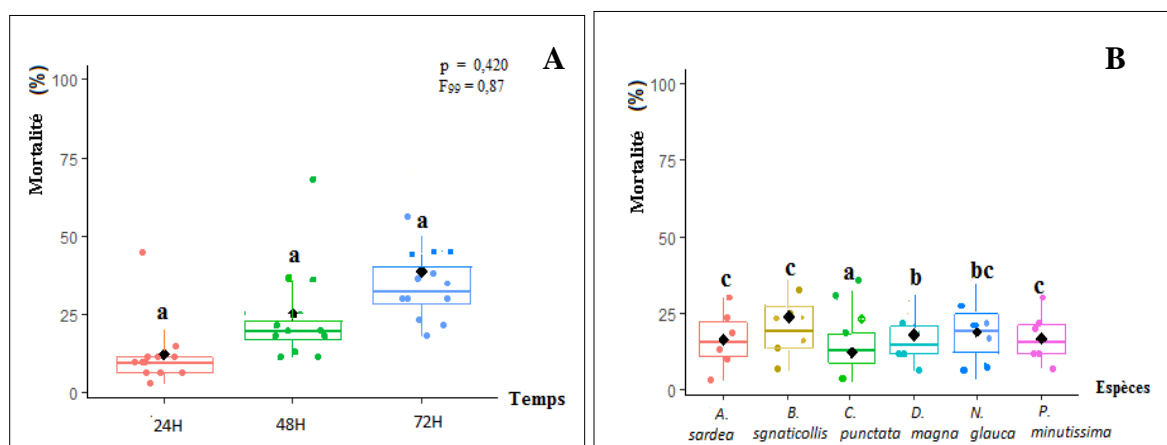 A
p = 0,420
F99 = 0,87
Mortalité (%)
100
75
50
25
0
a
a
a
24H
48H
72H
Temps
B
Mortalité (%)
100
75
50
25
0
c
c
a
b
bc
c
Espèces
A. sardea
B. sgnaticollis
C. punctata
D. magna
N. glauca
P. minutissima